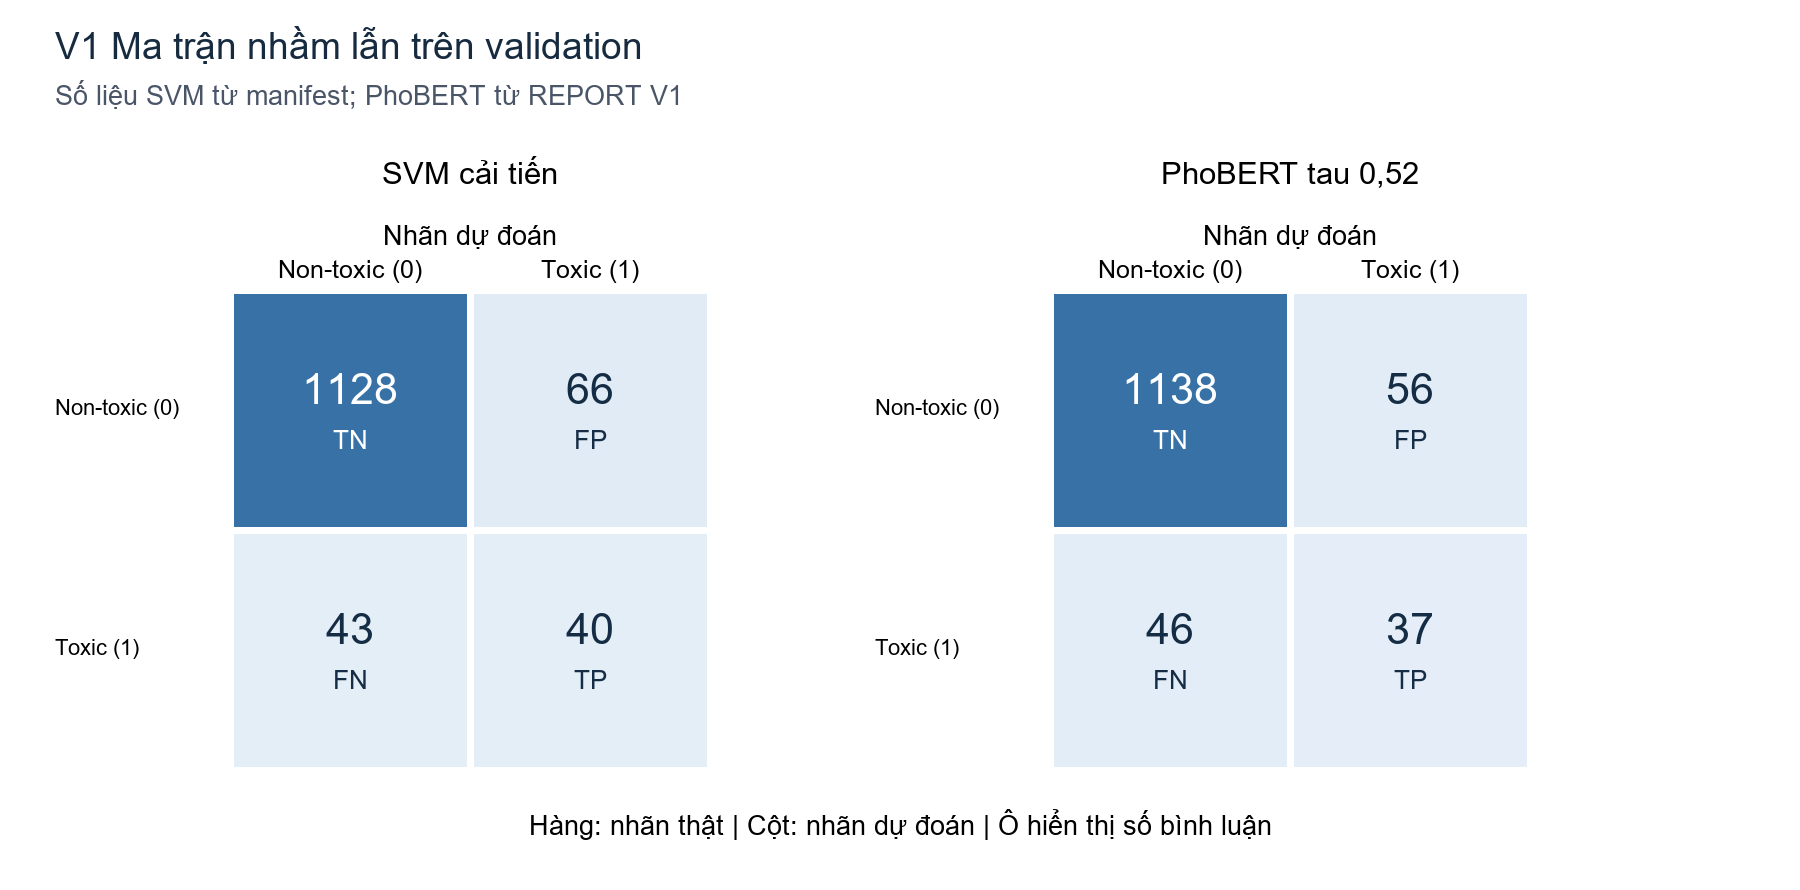 V1 Ma trận nhầm lẫn trên validation
Số liệu SVM từ manifest; PhoBERT từ REPORT V1
SVM cải tiến
Nhãn dự đoán
Non-toxic (0) Toxic (1)
Non-toxic (0)
1128
TN
66
FP
Toxic (1)
43
FN
40
TP
PhoBERT tau 0,52
Nhãn dự đoán
Non-toxic (0) Toxic (1)
Non-toxic (0)
1138
TN
56
FP
Toxic (1)
46
FN
37
TP
Hàng: nhãn thật | Cột: nhãn dự đoán | Ô hiển thị số bình luận